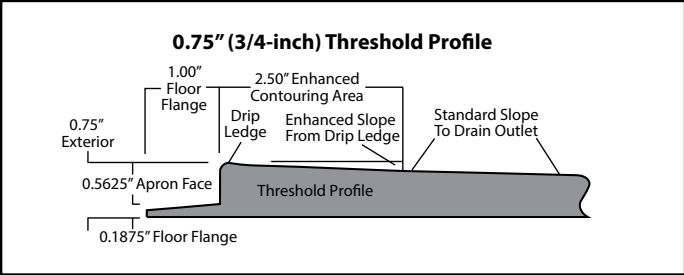 0.75” (3/4-inch) Threshold Profile
1.00”
Floor
Flange
2.50” Enhanced
Contouring Area
0.75”
Exterior
Drip
Ledge
Enhanced Slope
From Drip Ledge
Standard Slope
To Drain Outlet
0.5625” Apron Face
Threshold Profile
0.1875” Floor Flange